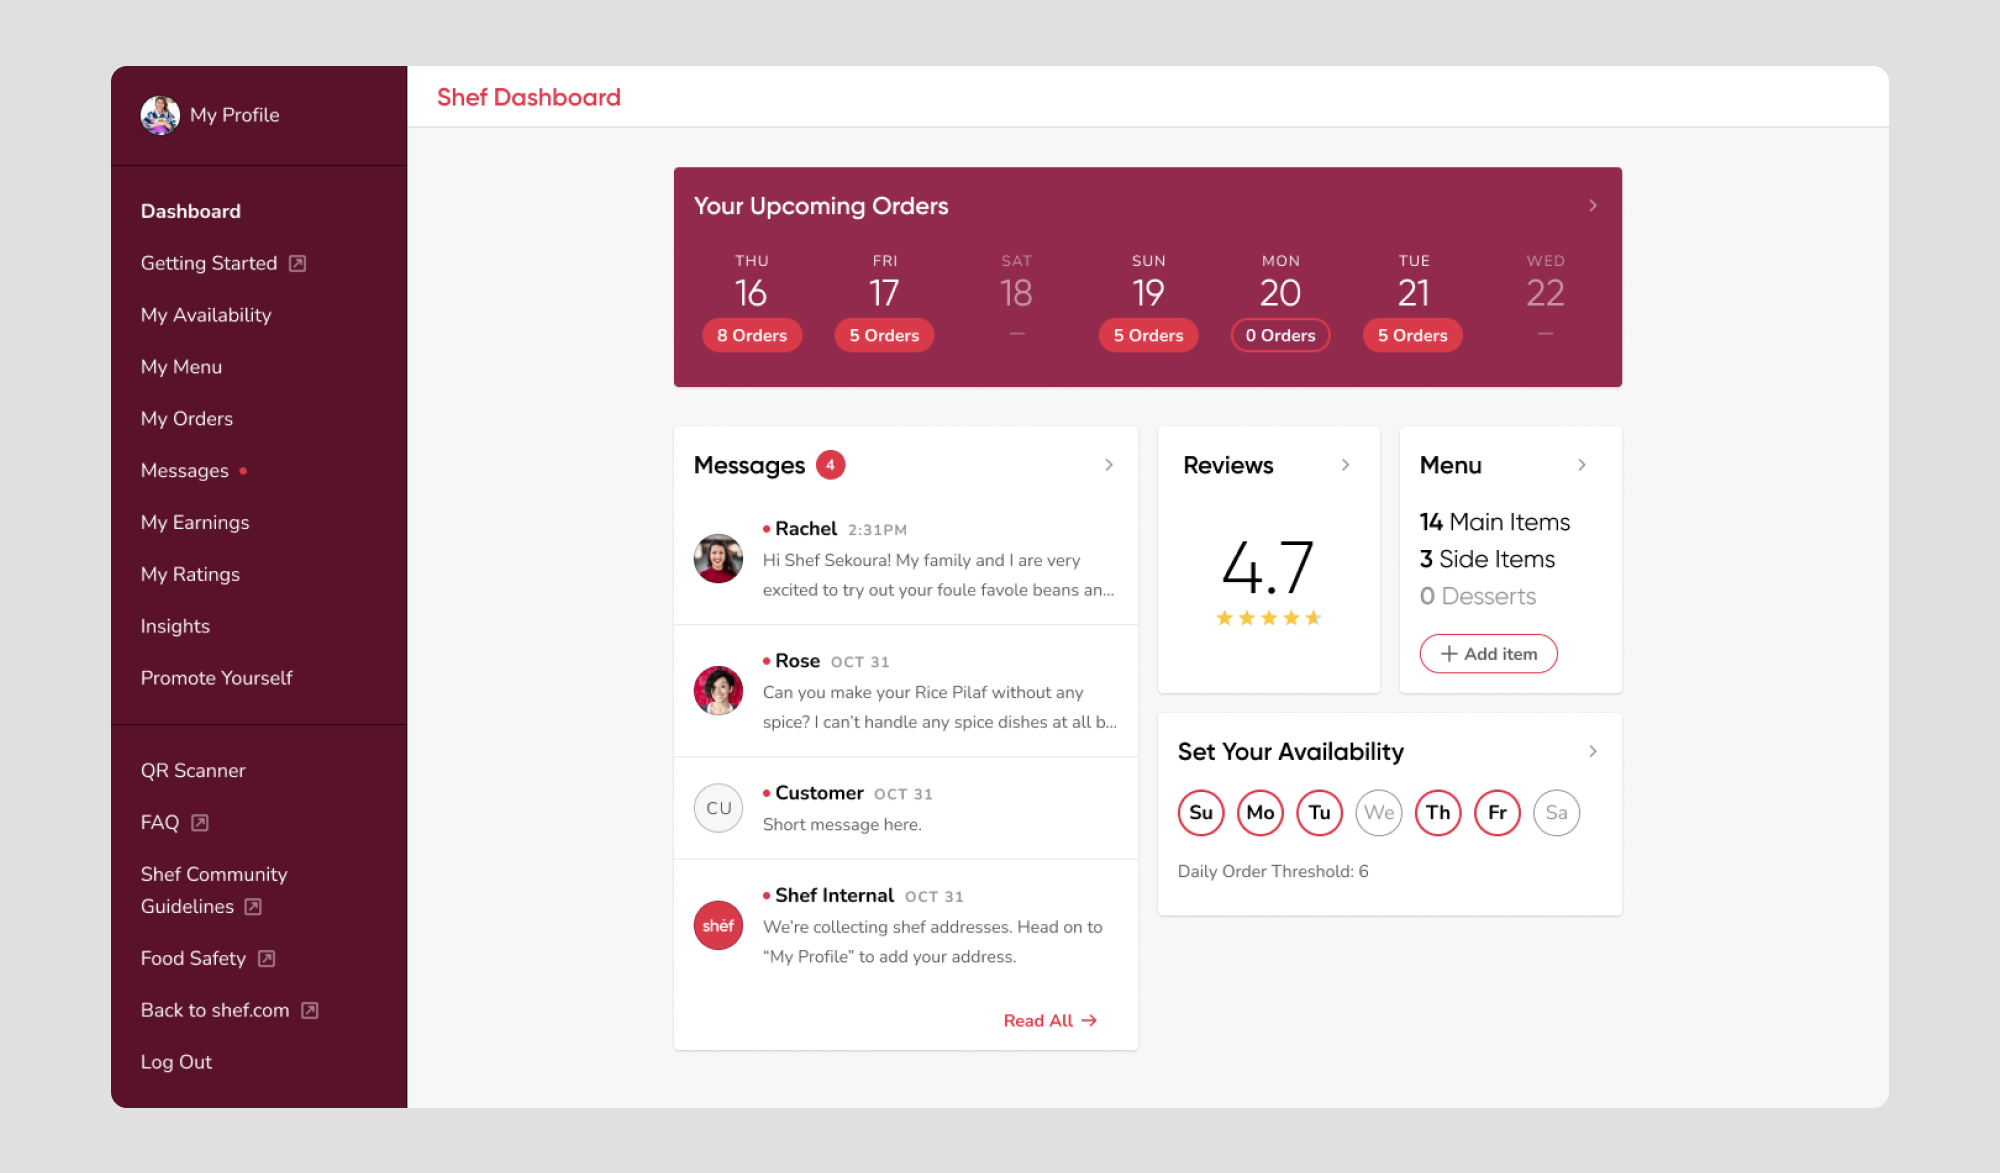 My Profile
Dashboard
Getting Started
My Availability
My Menu
My Orders
Messages
My Earnings
My Ratings
Insights
Promote Yourself
QR Scanner
FAQ
Shef Community
Guidelines
Food Safety
Back to shef.com
Log Out
Shef Dashboard
Your Upcoming Orders
THU FRI SAT SUN MON TUE WED
16 17 18 19 20 21 22
8 Orders 5 Orders — 5 Orders 0 Orders 5 Orders —
Messages 4
Rachel 2:31PM
Hi Shef Sekoura! My family and I are very
excited to try out your foule favole beans an...
Rose OCT 31
Can you make your Rice Pilaf without any
spice? I can’t handle any spice dishes at all b...
CU
Customer OCT 31
Short message here.
shef
Shef Internal OCT 31
We’re collecting shef addresses. Head on to
“My Profile” to add your address.
Read All →
Reviews
4.7
Menu
14 Main Items
3 Side Items
0 Desserts
+ Add item
Set Your Availability
Su Mo Tu We Th Fr Sa
Daily Order Threshold: 6